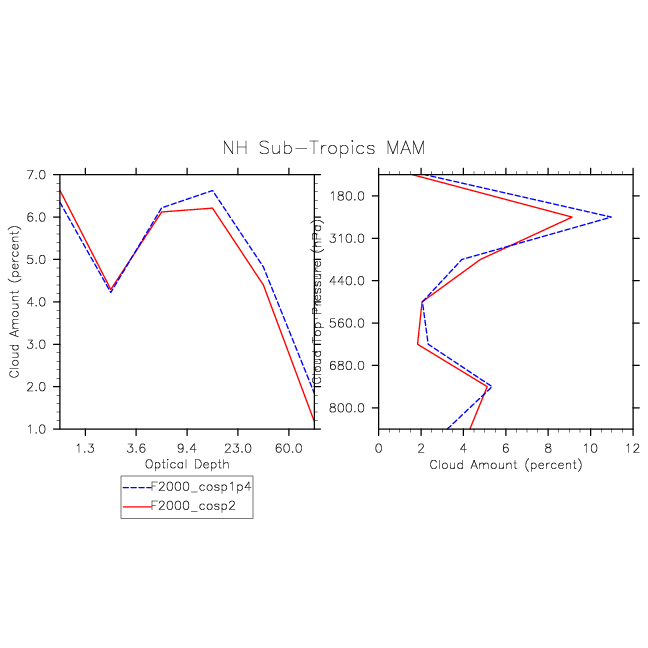 NH Sub-Tropics MAM
Cloud Amount (percent)
7.0
6.0
5.0
4.0
3.0
2.0
1.0
1.3 3.6 9.4 23.0 60.0
Optical Depth
Cloud Top Pressure (hPa)
180.0
310.0
440.0
560.0
680.0
800.0
0 2 4 6 8 10 12
Cloud Amount (percent)
F2000_cosp1p4
F2000_cosp2